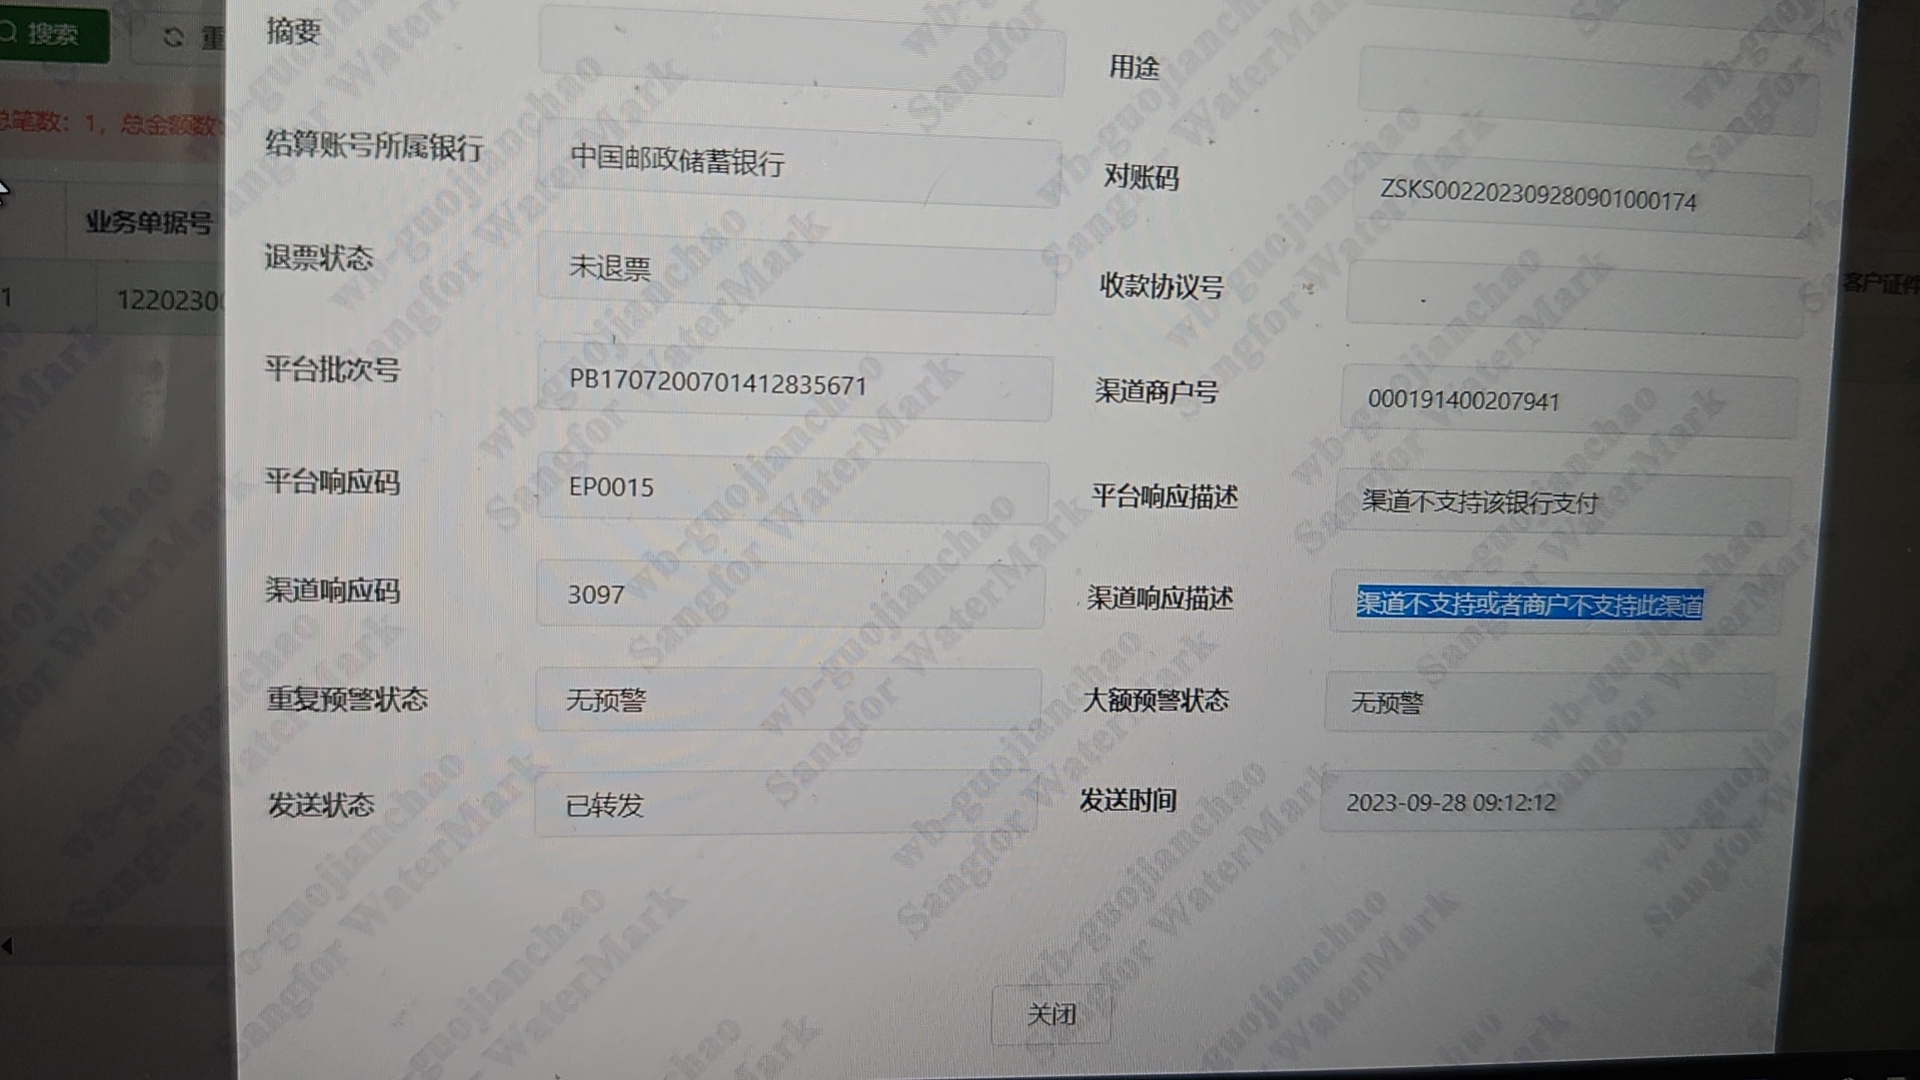 搜索
重
总笔数：1，总金额数：
业务单据号
1 1220230
客户证件
摘要
用途
结算账号所属银行 中国邮政储蓄银行
对账码 ZSKS002202309280901000174
退票状态 未退票
收款协议号
平台批次号 PB1707200701412835671
渠道商户号 000191400207941
平台响应码 EP0015
平台响应描述 渠道不支持该银行支付
渠道响应码 3097
渠道响应描述 渠道不支持或者商户不支持此渠道
重复预警状态 无预警
大额预警状态 无预警
发送状态 已转发
发送时间 2023-09-28 09:12:12
关闭
wb-guojianchao
Sangfor WaterMark